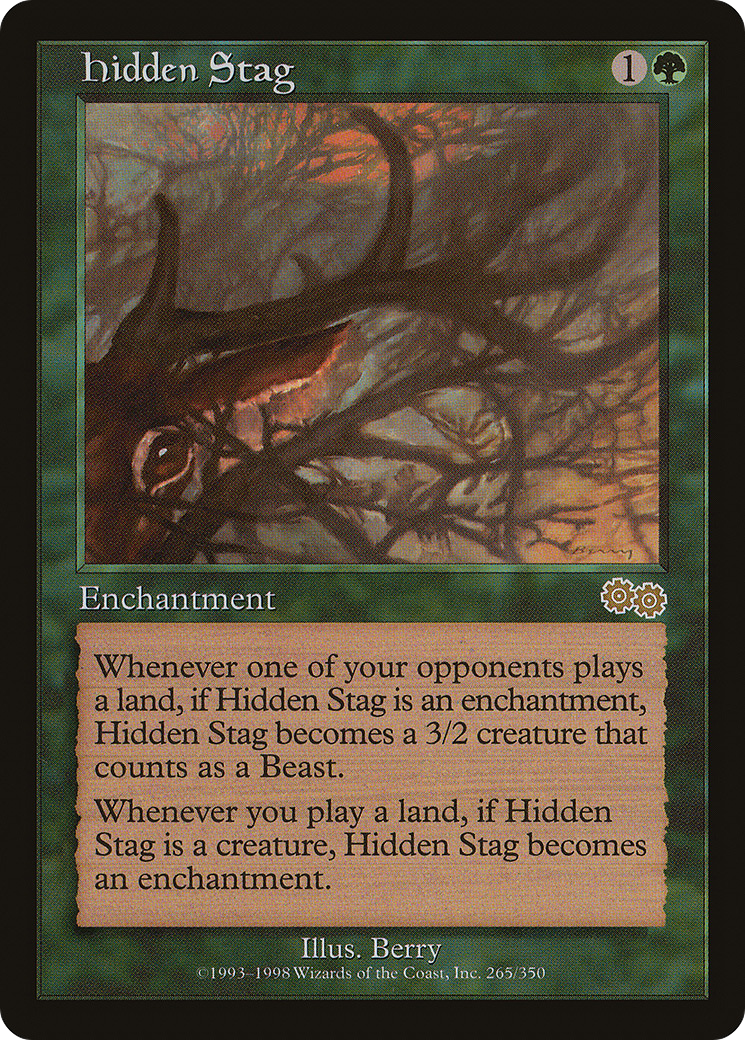 Hidden Stag
1
Berry
Enchantment
Whenever one of your opponents plays
a land, if Hidden Stag is an enchantment,
Hidden Stag becomes a 3/2 creature that
counts as a Beast.
Whenever you play a land, if Hidden
Stag is a creature, Hidden Stag becomes
an enchantment.
Illus. Berry
©1993–1998 Wizards of the Coast, Inc. 265/350